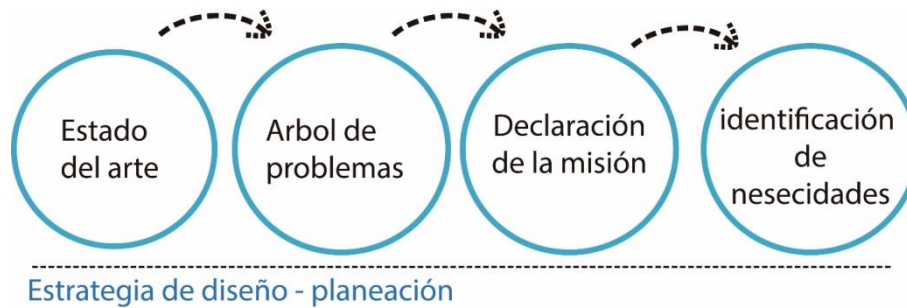 Estado
del arte
Arbol de
problemas
Declaración
de la misión
identificación
de
nesecidades
Estrategia de diseño - planeación